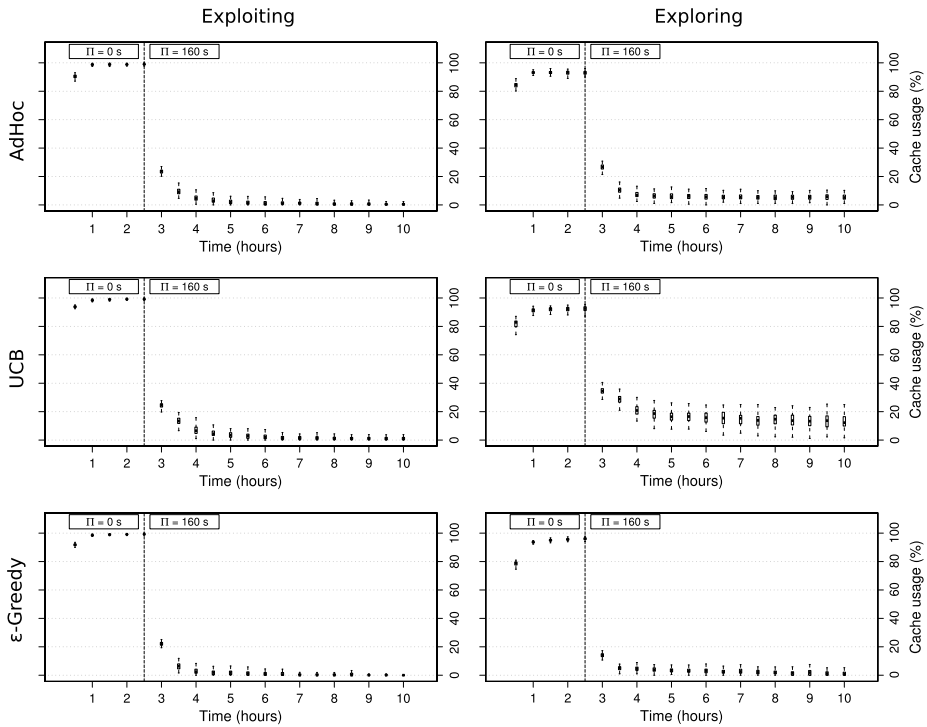 Exploiting Exploring
Π = 0 s Π = 160 s Π = 0 s Π = 160 s
AdHoc
0 20 40 60 80 100
Cache usage (%)
1 2 3 4 5 6 7 8 9 10 1 2 3 4 5 6 7 8 9 10
Time (hours) Time (hours)
Π = 0 s Π = 160 s Π = 0 s Π = 160 s
UCB
0 20 40 60 80 100
0 20 40 60 80 100
Cache usage (%)
1 2 3 4 5 6 7 8 9 10 1 2 3 4 5 6 7 8 9 10
Time (hours) Time (hours)
Π = 0 s Π = 160 s Π = 0 s Π = 160 s
ε-Greedy
0 20 40 60 80 100
0 20 40 60 80 100
Cache usage (%)
1 2 3 4 5 6 7 8 9 10 1 2 3 4 5 6 7 8 9 10
Time (hours) Time (hours)